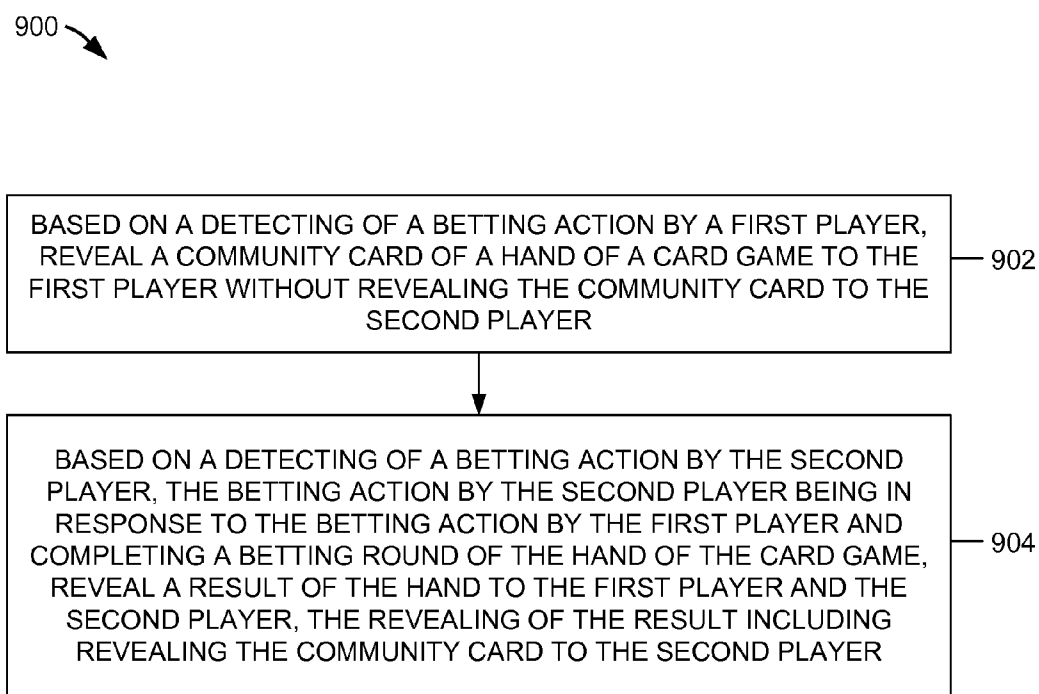 900
BASED ON A DETECTING OF A BETTING ACTION BY A FIRST PLAYER,
REVEAL A COMMUNITY CARD OF A HAND OF A CARD GAME TO THE
FIRST PLAYER WITHOUT REVEALING THE COMMUNITY CARD TO THE
SECOND PLAYER
902
BASED ON A DETECTING OF A BETTING ACTION BY THE SECOND
PLAYER, THE BETTING ACTION BY THE SECOND PLAYER BEING IN
RESPONSE TO THE BETTING ACTION BY THE FIRST PLAYER AND
COMPLETING A BETTING ROUND OF THE HAND OF THE CARD GAME,
REVEAL A RESULT OF THE HAND TO THE FIRST PLAYER AND THE
SECOND PLAYER, THE REVEALING OF THE RESULT INCLUDING
REVEALING THE COMMUNITY CARD TO THE SECOND PLAYER
904